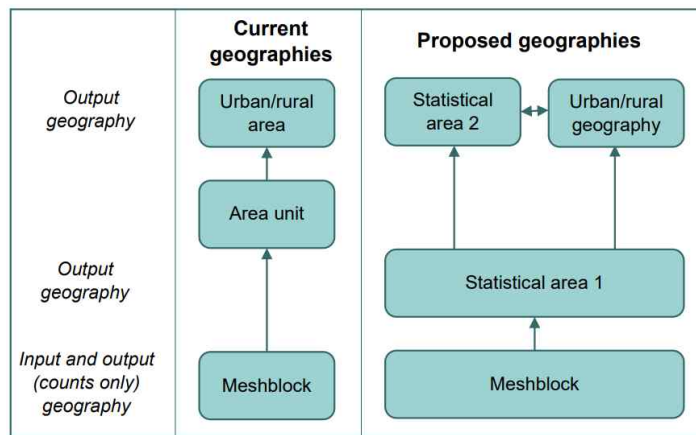 Current
geographies
Proposed geographies
Output
geography
Urban/rural
area
Statistical
area 2
Urban/rural
geography
Area unit
Output
geography
Statistical area 1
Input and output
(counts only)
geography
Meshblock
Meshblock